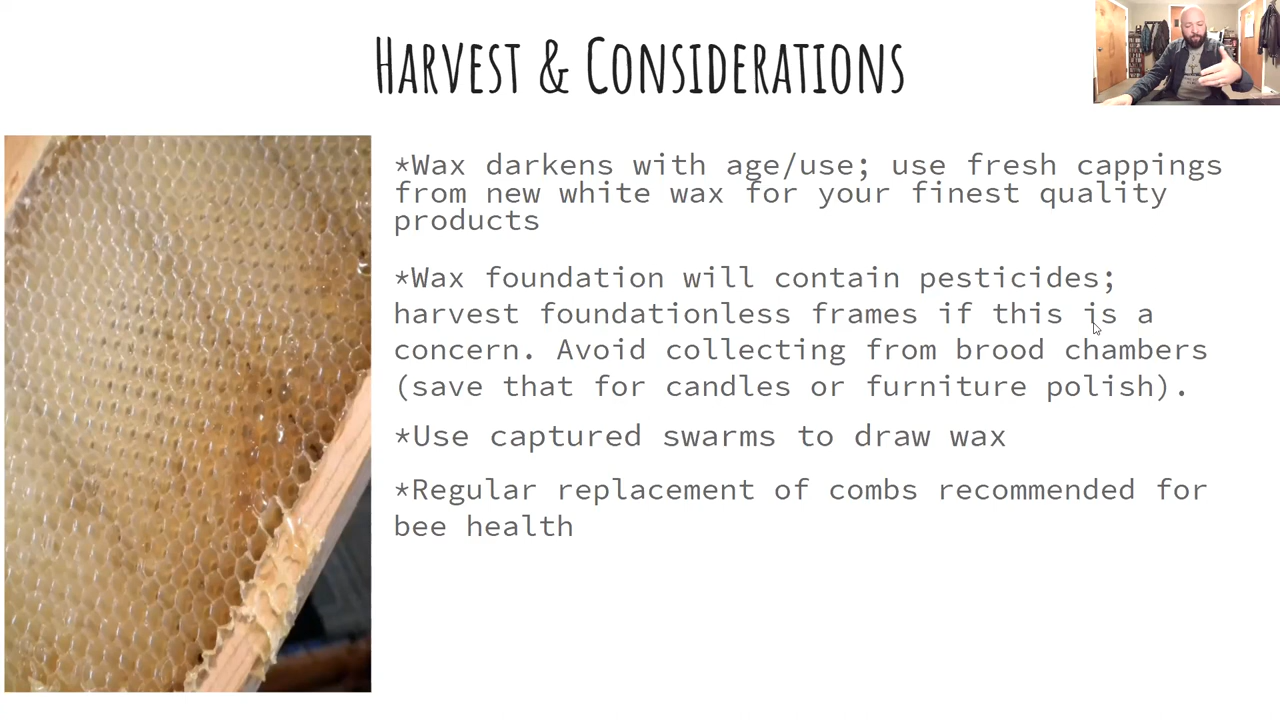 Harvest & Considerations
*Wax darkens with age/use; use fresh cappings
from new white wax for your finest quality
products
*Wax foundation will contain pesticides;
harvest foundationless frames if this is a
concern. Avoid collecting from brood chambers
(save that for candles or furniture polish).
*Use captured swarms to draw wax
*Regular replacement of combs recommended for
bee health